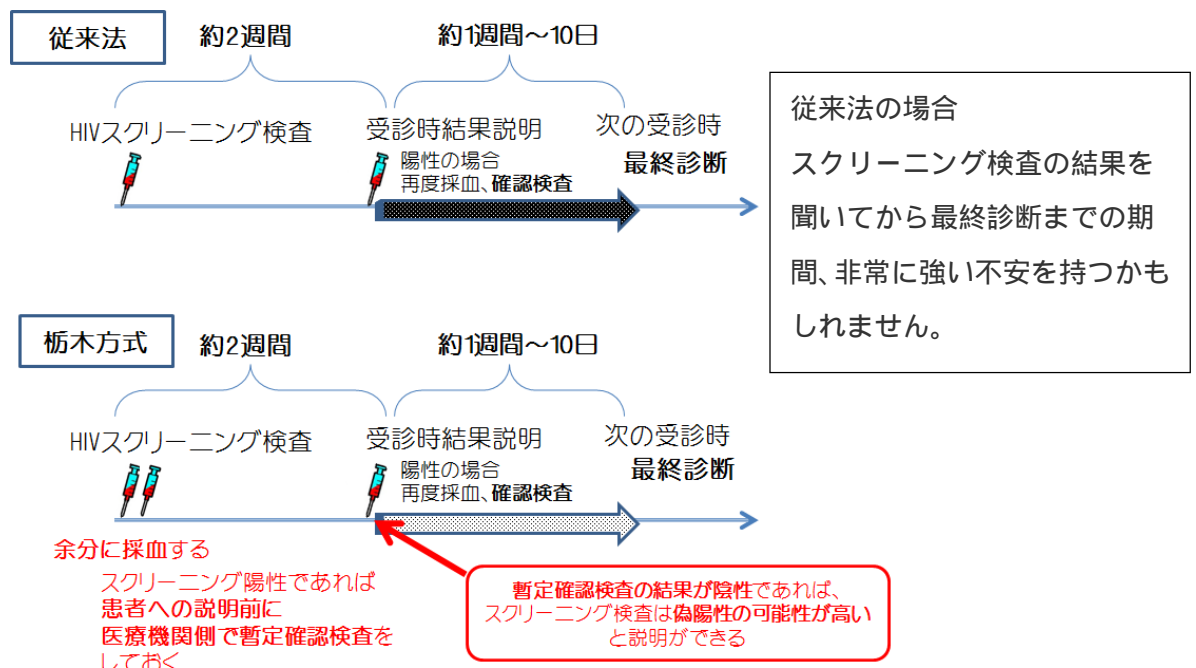 従来法
約2週間
約1週間～10日
HIVスクリーニング検査
受診時結果説明
陽性の場合
再度採血、確認検査
次の受診時
最終診断
従来法の場合
スクリーニング検査の結果を
聞いてから最終診断までの期
間、非常に強い不安を持つかも
しれません。
栃木方式
約2週間
約1週間～10日
HIVスクリーニング検査
受診時結果説明
陽性の場合
再度採血、確認検査
次の受診時
最終診断
余分に採血する
スクリーニング陽性であれば
患者への説明前に
医療機関側で暫定確認検査を
しておく
暫定確認検査の結果が陰性であれば、
スクリーニング検査は偽陽性の可能性が高い
と説明ができる